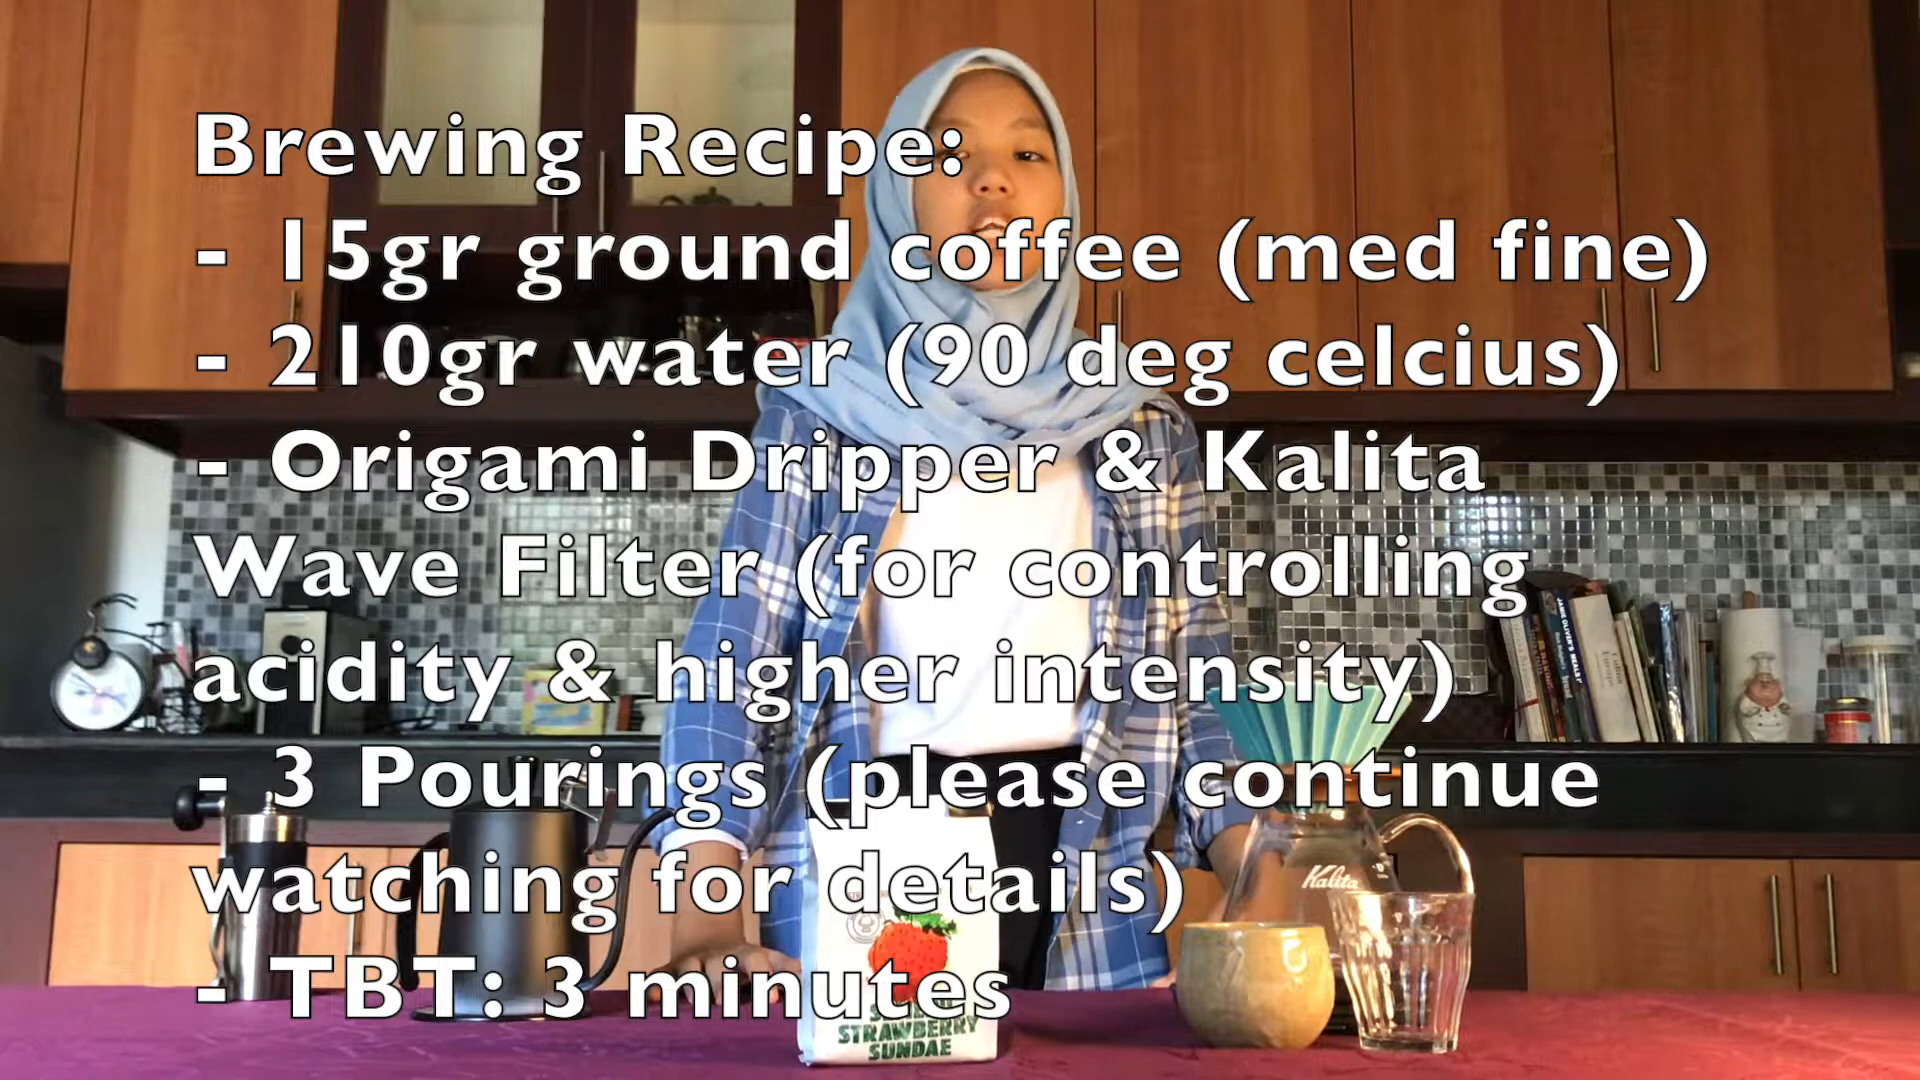 Brewing Recipe:
- 15gr ground coffee (med fine)
- 210gr water (90 deg celcius)
- Origami Dripper & Kalita
Wave Filter (for controlling
acidity & higher intensity)
- 3 Pourings (please continue
watching for details)
- TBT: 3 minutes
Kalita
STRAWBERRY
SUNDAE